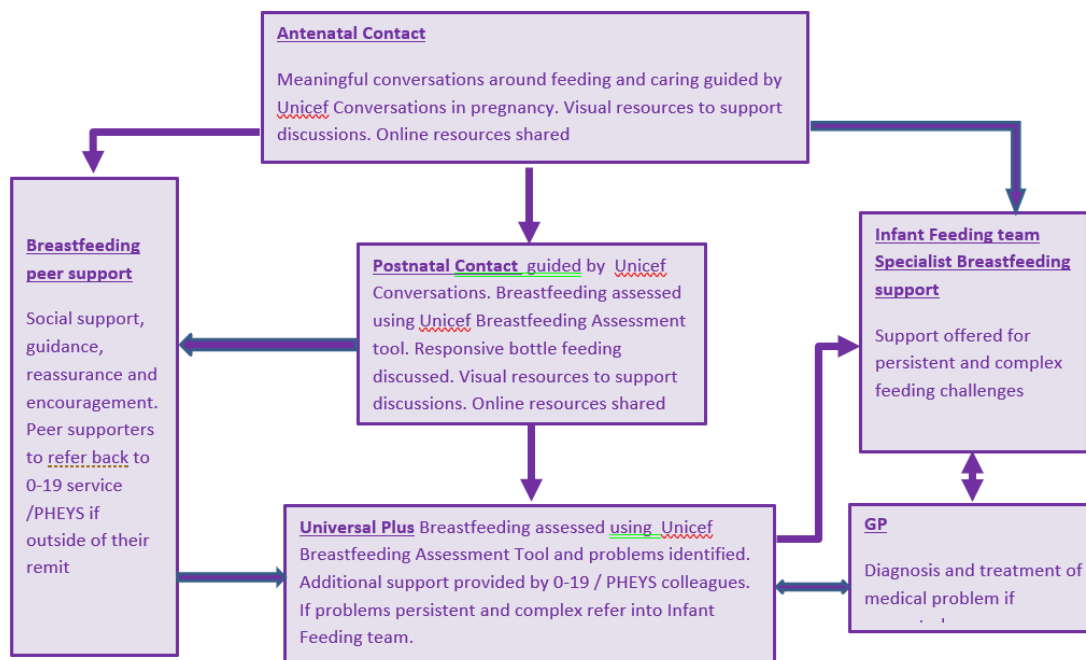 Antenatal Contact
Meaningful conversations around feeding and caring guided by
Unicef Conversations in pregnancy. Visual resources to support
discussions. Online resources shared
Breastfeeding
peer support
Social support,
guidance,
reassurance and
encouragement.
Peer supporters
to refer back to
0-19 service
/PHEYS if
outside of their
remit
Postnatal Contact guided by Unicef
Conversations. Breastfeeding assessed
using Unicef Breastfeeding Assessment
tool. Responsive bottle feeding
discussed. Visual resources to support
discussions. Online resources shared
Infant Feeding team
Specialist Breastfeeding
support
Support offered for
persistent and complex
feeding challenges
Universal Plus Breastfeeding assessed using Unicef
Breastfeeding Assessment Tool and problems identified.
Additional support provided by 0-19 / PHEYS colleagues.
If problems persistent and complex refer into Infant
Feeding team.
GP
Diagnosis and treatment of
medical problem if